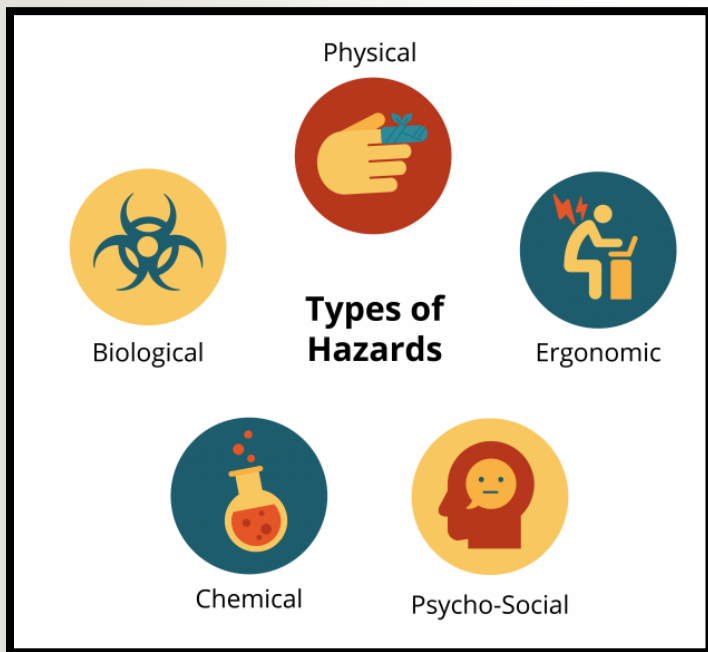 Physical
Biological
Types of
Hazards
Ergonomic
Chemical
Psycho-Social